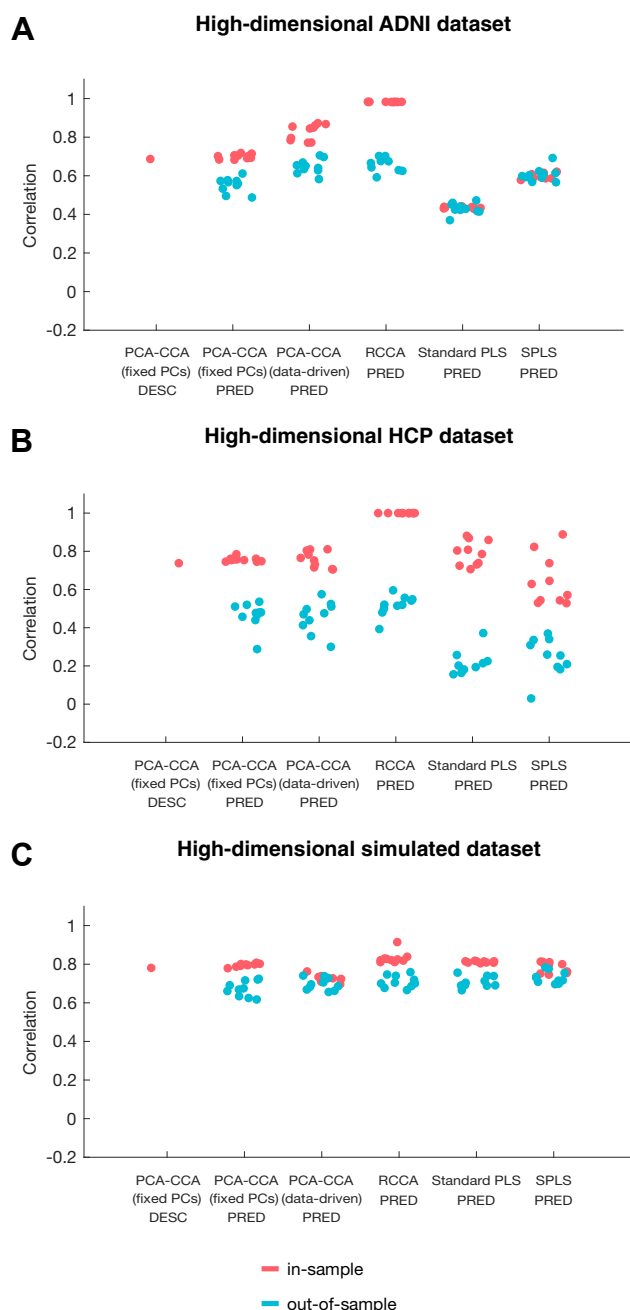 A
High-dimensional ADNI dataset
1
0.8
0.6
0.4
0.2
0
-0.2
Correlation
PCA-CCA
(fixed PCs)
DESC
PCA-CCA
(fixed PCs)
PRED
PCA-CCA
(data-driven)
PRED
RCCA
PRED
Standard PLS
PRED
SPLS
PRED
B
High-dimensional HCP dataset
1
0.8
0.6
0.4
0.2
0
-0.2
Correlation
PCA-CCA
(fixed PCs)
DESC
PCA-CCA
(fixed PCs)
PRED
PCA-CCA
(data-driven)
PRED
RCCA
PRED
Standard PLS
PRED
SPLS
PRED
C
High-dimensional simulated dataset
1
0.8
0.6
0.4
0.2
0
-0.2
Correlation
PCA-CCA
(fixed PCs)
DESC
PCA-CCA
(fixed PCs)
PRED
PCA-CCA
(data-driven)
PRED
RCCA
PRED
Standard PLS
PRED
SPLS
PRED
in-sample
out-of-sample